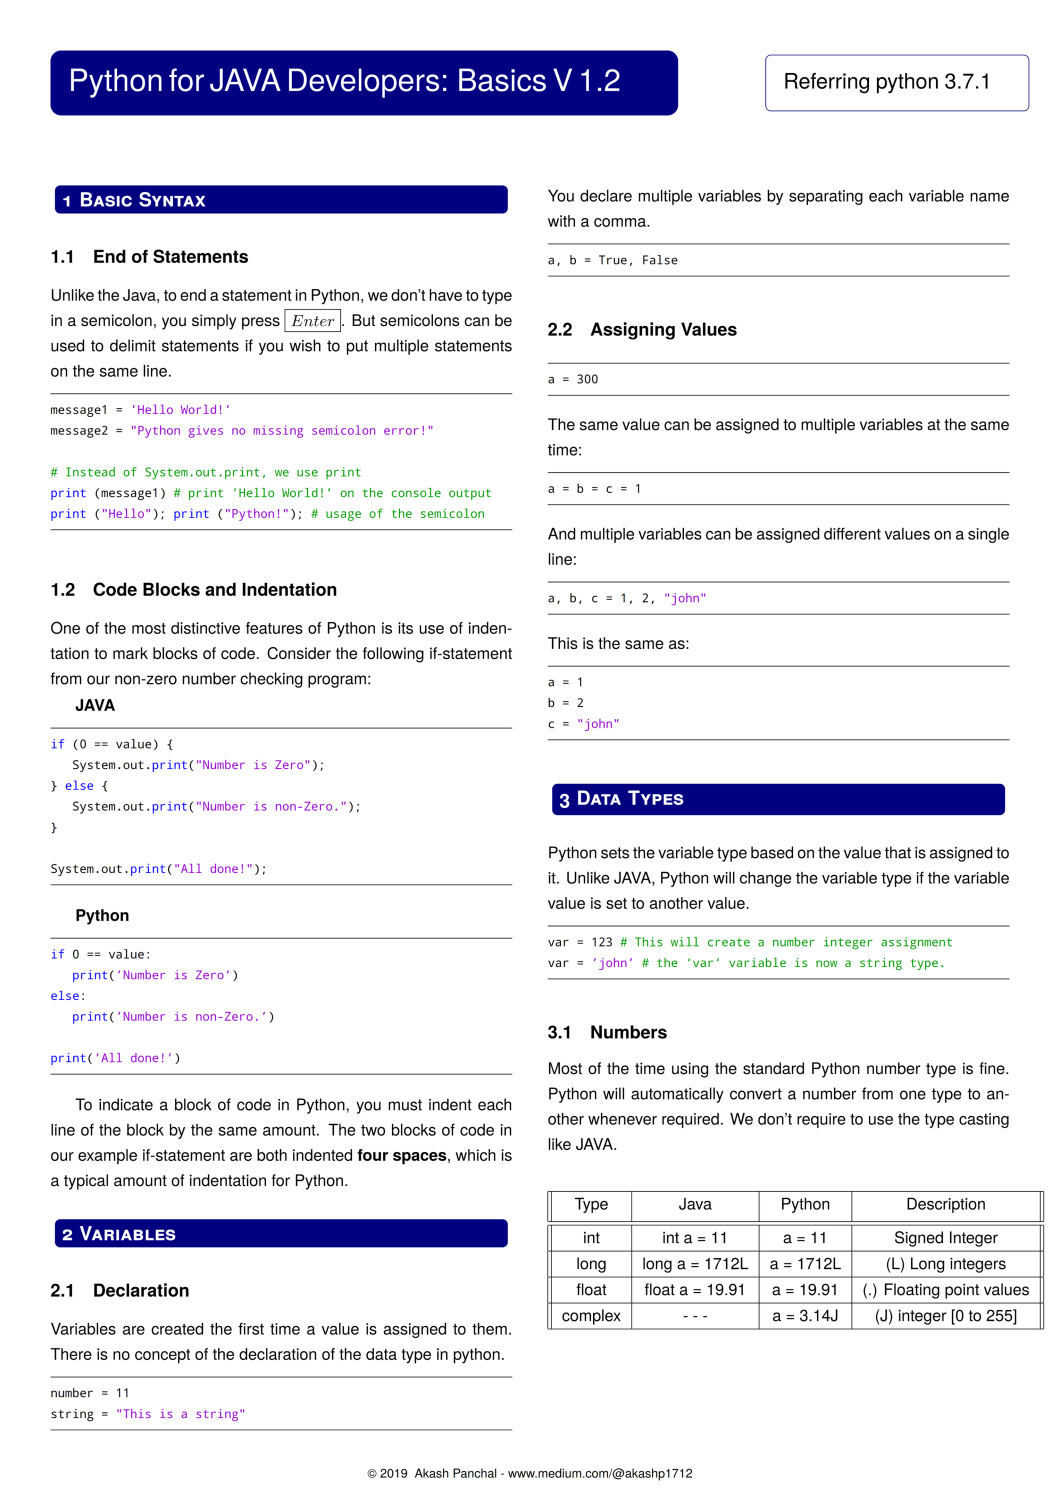 Python for JAVA Developers: Basics V 1.2
Referring python 3.7.1
1 Basic Syntax
1.1 End of Statements
Unlike the Java, to end a statement in Python, we don't have to type
in a semicolon, you simply press Enter. But semicolons can be
used to delimit statements if you wish to put multiple statements
on the same line.
message1 = 'Hello World!'
message2 = "Python gives no missing semicolon error!"
# Instead of System.out.print, we use print
print (message1) # print 'Hello World!' on the console output
print ("Hello"); print ("Python!"); # usage of the semicolon
1.2 Code Blocks and Indentation
One of the most distinctive features of Python is its use of inden-
tation to mark blocks of code. Consider the following if-statement
from our non-zero number checking program:
JAVA
if (0 == value) {
System.out.print("Number is Zero");
} else {
System.out.print("Number is non-Zero.");
}
System.out.print("All done!");
Python
if 0 == value:
print('Number is Zero')
else:
print('Number is non-Zero.')
print('All done!')
To indicate a block of code in Python, you must indent each
line of the block by the same amount. The two blocks of code in
our example if-statement are both indented four spaces, which is
a typical amount of indentation for Python.
2 Variables
2.1 Declaration
Variables are created the first time a value is assigned to them.
There is no concept of the declaration of the data type in python.
number = 11
string = "This is a string"
You declare multiple variables by separating each variable name
with a comma.
a, b = True, False
2.2 Assigning Values
a = 300
The same value can be assigned to multiple variables at the same
time:
a = b = c = 1
And multiple variables can be assigned different values on a single
line:
a, b, c = 1, 2, "john"
This is the same as:
a = 1
b = 2
c = "john"
3 Data Types
Python sets the variable type based on the value that is assigned to
it. Unlike JAVA, Python will change the variable type if the variable
value is set to another value.
var = 123 # This will create a number integer assignment
var = 'john' # the 'var' variable is now a string type.
3.1 Numbers
Most of the time using the standard Python number type is fine.
Python will automatically convert a number from one type to an-
other whenever required. We don't require to use the type casting
like JAVA.
Type Java Python Description
int int a = 11 a = 11 Signed Integer
long long a = 1712L a = 1712L (L) Long integers
float float a = 19.91 a = 19.91 (.) Floating point values
complex - - - a = 3.14J (J) integer [0 to 255]
© 2019 Akash Panchal - www.medium.com/@akashp1712